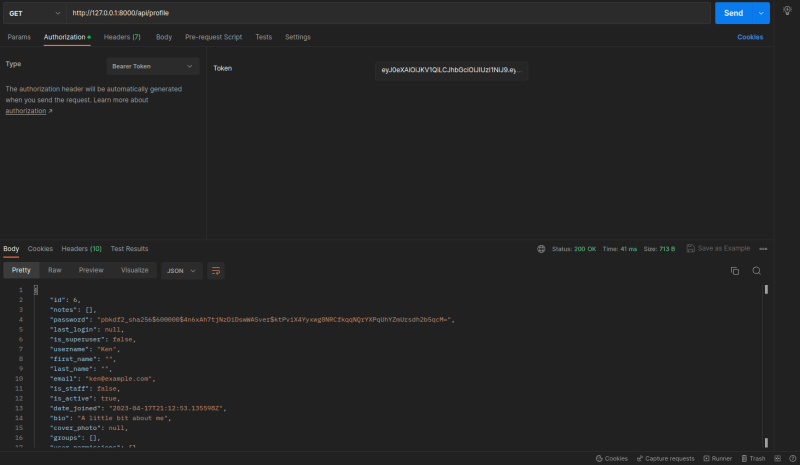 GET http://127.0.0.1:8000/api/profile Send
Params Authorization Headers (7) Body Pre-request Script Tests Settings Cookies
Type Bearer Token Token eyJ0eXAiOiJKV1QiLCJhbGciOiJIUzI1NiJ9.ey...
The authorization header will be automatically generated
when you send the request. Learn more about
authorization ↗
Body Cookies Headers (10) Test Results Status: 200 OK Time: 41 ms Size: 713 B Save as Example
Pretty Raw Preview Visualize JSON
1 {
2 "id": 6,
3 "notes": [],
4 "password":
5 "last_login": null,
6 "is_superuser": false,
7 "username": "Ken",
8 "first_name": "",
9 "last_name": "",
10 "email": "ken@example.com",
11 "is_staff": false,
12 "is_active": true,
13 "date_joined": "2023-04-17T21:12:53.135598Z",
14 "bio": "A little bit about me",
15 "cover_photo": null,
16 "groups": [],
17 "user_permissions": []
Cookies Capture requests Runner Trash